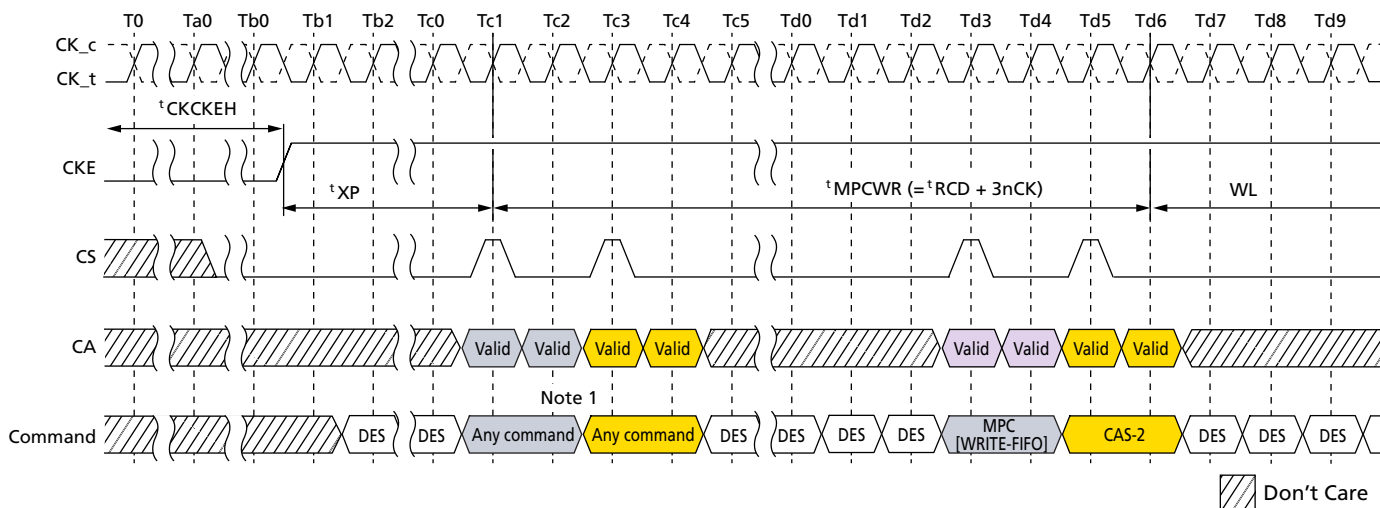 T0 Ta0 Tb0 Tb1 Tb2 Tc0 Tc1 Tc2 Tc3 Tc4 Tc5 Td0 Td1 Td2 Td3 Td4 Td5 Td6 Td7 Td8 Td9
CK_c
CK_t
tCKCKEH
CKE
tXP tMPCWR (= tRCD + 3nCK) WL
CS
CA Valid Valid Valid Valid Valid Valid Valid Valid
Note 1
Command DES DES Any command Any command DES DES DES DES MPC [WRITE-FIFO] CAS-2 DES DES DES
Don't Care